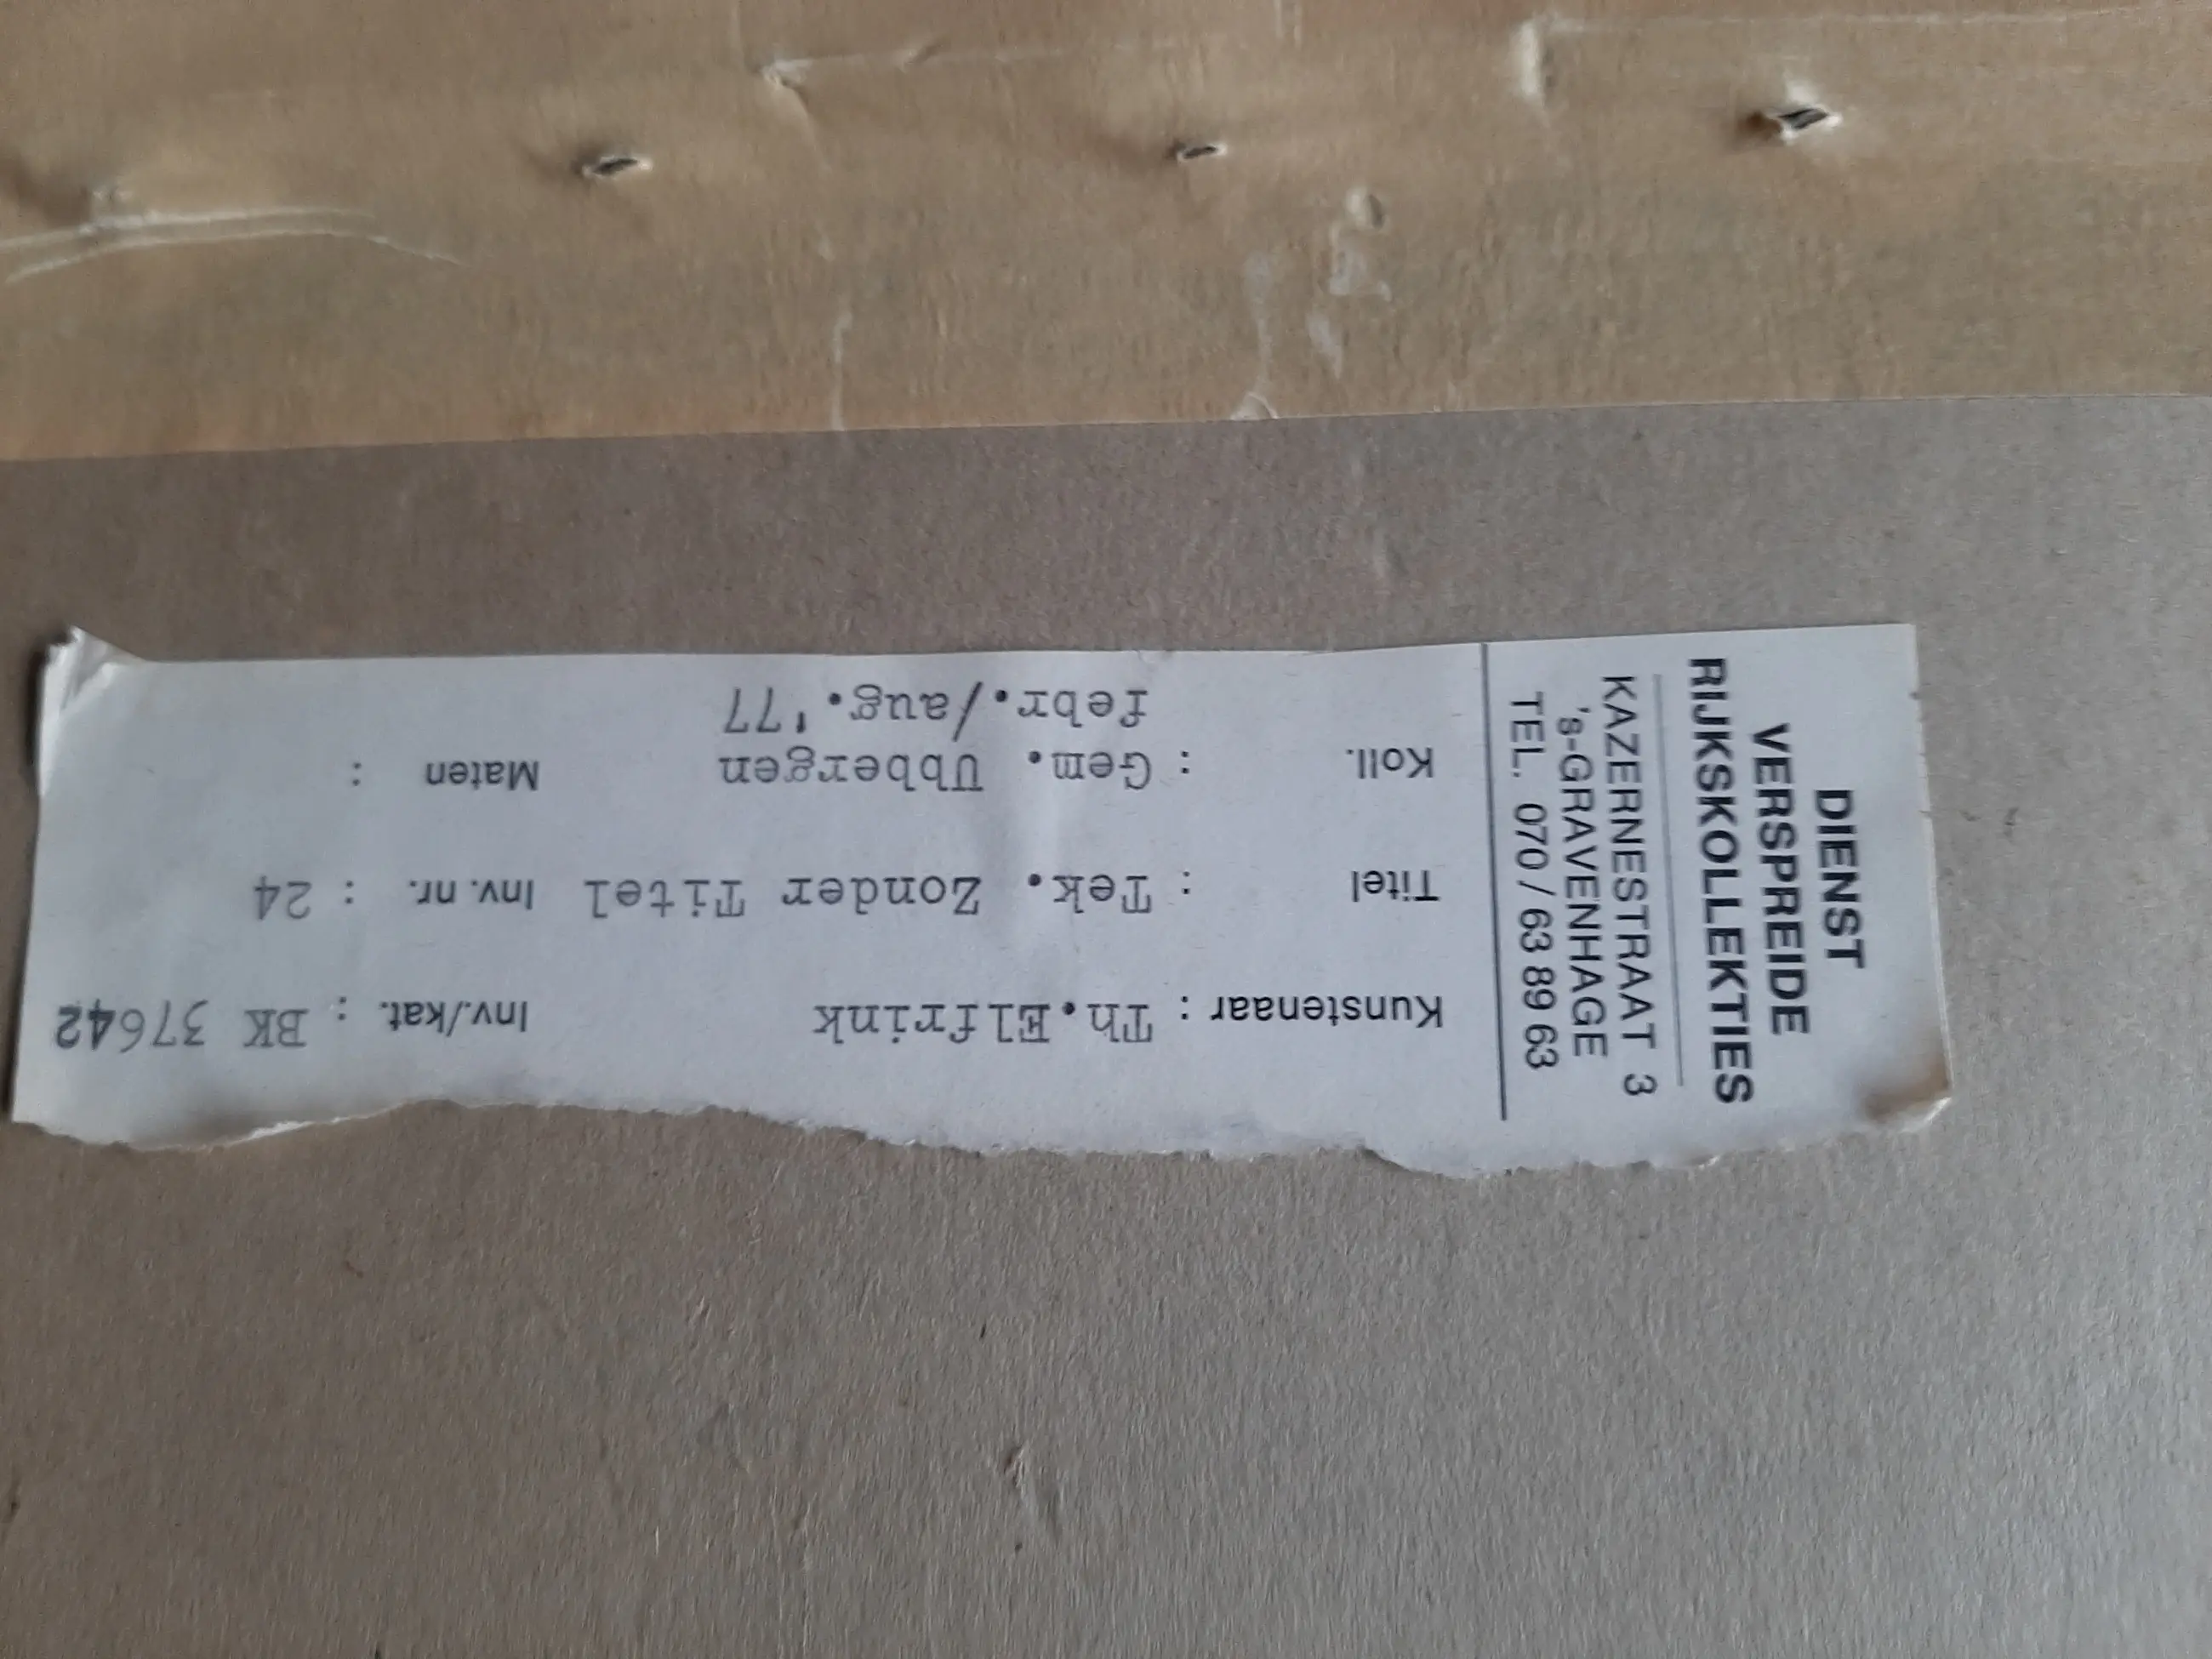 DIENST
VERSPREIDE
RIJKSKOLLEKTIES
KAZERNESTRAAT 3
's-GRAVENHAGE
TEL. 070 / 63 89 63
Kunstenaar : Th.Elfrink Inv./kat. : BK 37642
Titel : Tek. Zonder Titel Inv. nr. : 24
Koll. : Gem. Ubbergen Maten :
febr./aug.'77